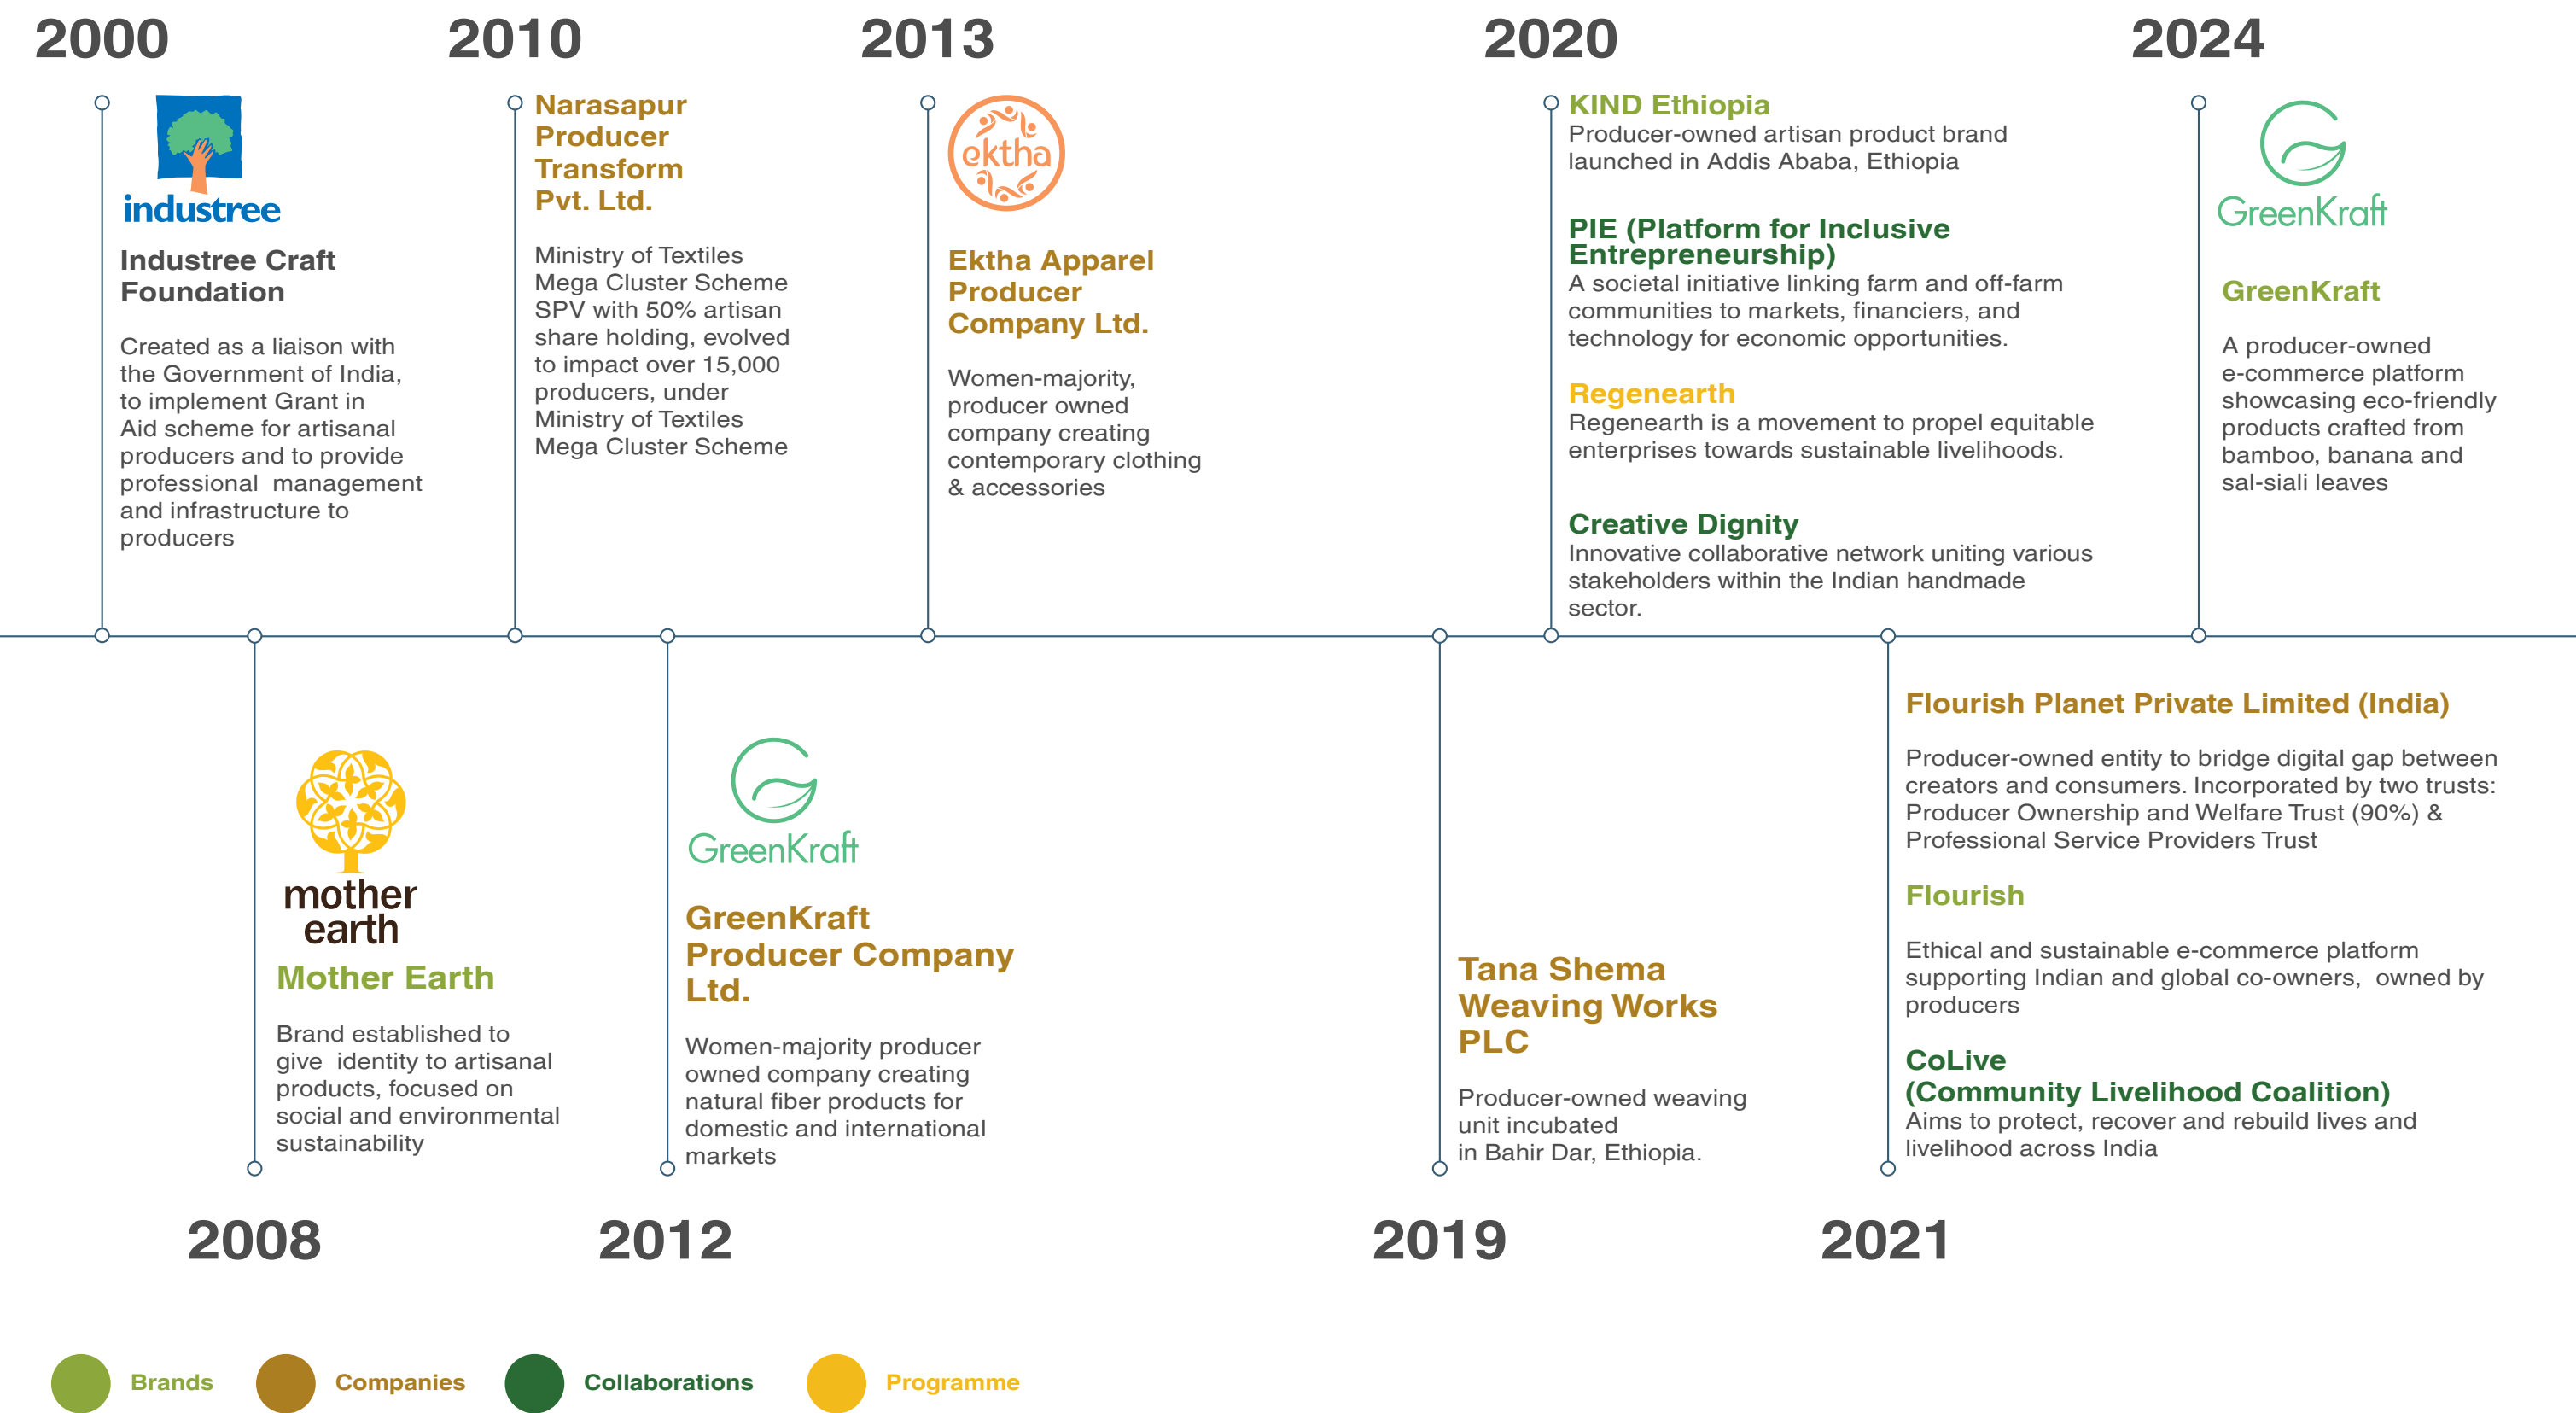 2000
industree
Industree Craft
Foundation
Created as a liaison with
the Government of India,
to implement Grant in
Aid scheme for artisanal
producers and to provide
professional management
and infrastructure to
producers
2010
Narasapur
Producer
Transform
Pvt. Ltd.
Ministry of Textiles
Mega Cluster Scheme
SPV with 50% artisan
share holding, evolved
to impact over 15,000
producers, under
Ministry of Textiles
Mega Cluster Scheme
2013
ektha
Ektha Apparel
Producer
Company Ltd.
Women-majority,
producer owned
company creating
contemporary clothing
& accessories
2020
KIND Ethiopia
Producer-owned artisan product brand
launched in Addis Ababa, Ethiopia
PIE (Platform for Inclusive
Entrepreneurship)
A societal initiative linking farm and off-farm
communities to markets, financiers, and
technology for economic opportunities.
Regenearth
Regenearth is a movement to propel equitable
enterprises towards sustainable livelihoods.
Creative Dignity
Innovative collaborative network uniting various
stakeholders within the Indian handmade
sector.
2024
GreenKraft
GreenKraft
A producer-owned
e-commerce platform
showcasing eco-friendly
products crafted from
bamboo, banana and
sal-siali leaves
mother
earth
Mother Earth
Brand established to
give identity to artisanal
products, focused on
social and environmental
sustainability
2008
GreenKraft
GreenKraft
Producer Company
Ltd.
Women-majority producer
owned company creating
natural fiber products for
domestic and international
markets
2012
Tana Shema
Weaving Works
PLC
Producer-owned weaving
unit incubated
in Bahir Dar, Ethiopia.
2019
Flourish Planet Private Limited (India)
Producer-owned entity to bridge digital gap between
creators and consumers. Incorporated by two trusts:
Producer Ownership and Welfare Trust (90%) &
Professional Service Providers Trust
Flourish
Ethical and sustainable e-commerce platform
supporting Indian and global co-owners, owned by
producers
CoLive
(Community Livelihood Coalition)
Aims to protect, recover and rebuild lives and
livelihood across India
2021
Brands
Companies
Collaborations
Programme